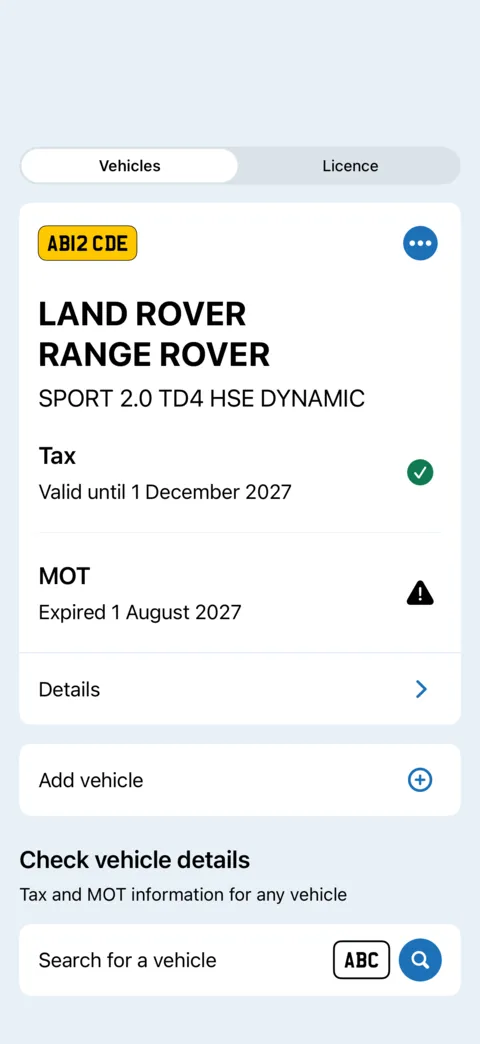 Vehicles
Licence
AB12 CDE
LAND ROVER
RANGE ROVER
SPORT 2.0 TD4 HSE DYNAMIC
Tax
Valid until 1 December 2027
MOT
Expired 1 August 2027
Details
Add vehicle
Check vehicle details
Tax and MOT information for any vehicle
Search for a vehicle
ABC